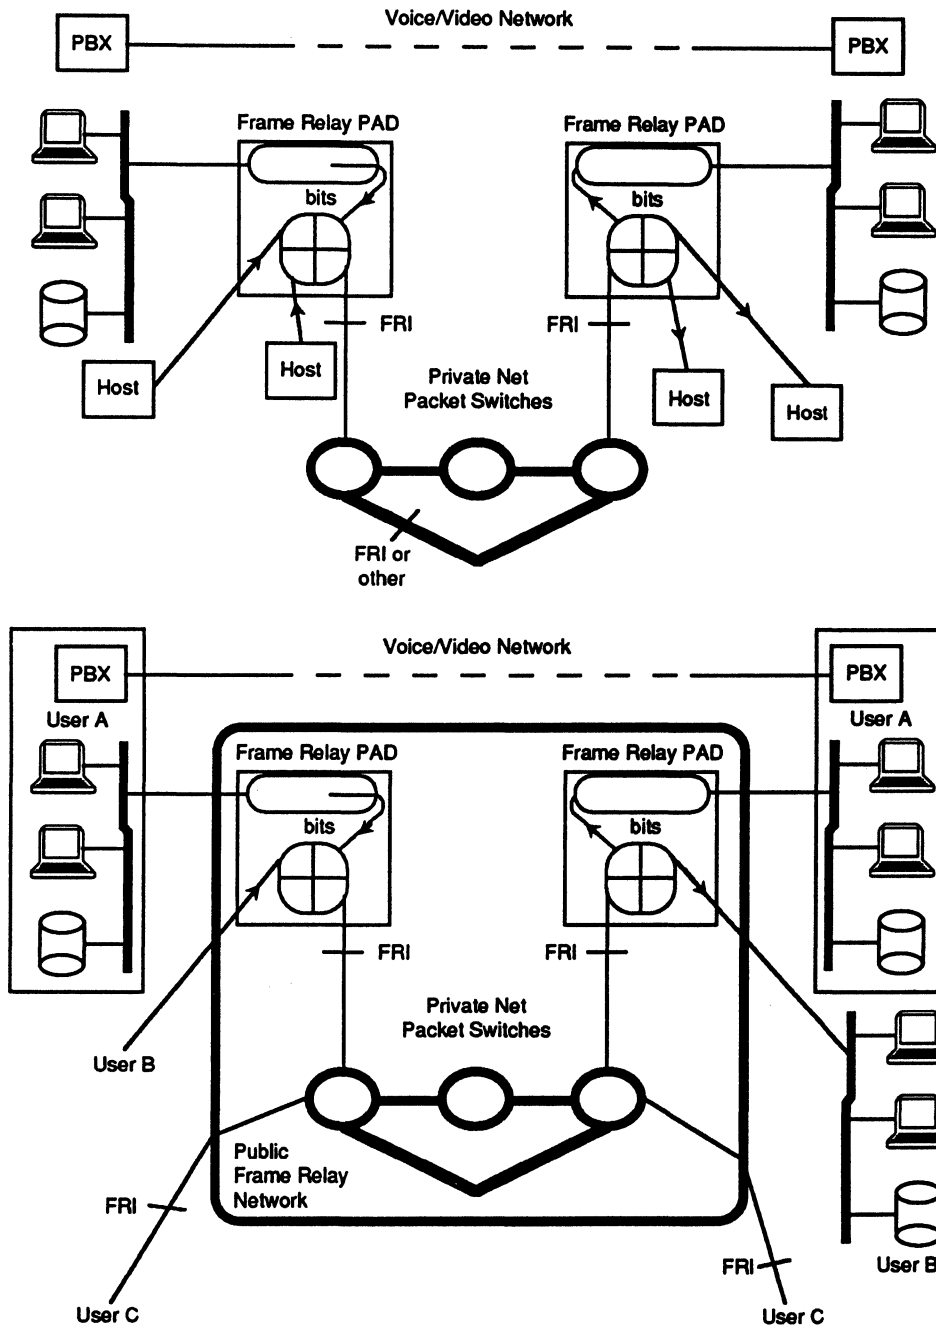 Voice/Video Network
PBX
PBX
Frame Relay PAD
Frame Relay PAD
bits
bits
FRI
FRI
Host
Host
Host
Host
Private Net
Packet Switches
FRI or
other
Voice/Video Network
PBX
PBX
User A
User A
Frame Relay PAD
Frame Relay PAD
bits
bits
FRI
FRI
Private Net
Packet Switches
User B
Public
Frame Relay
Network
FRI
FRI
User B
User C
User C